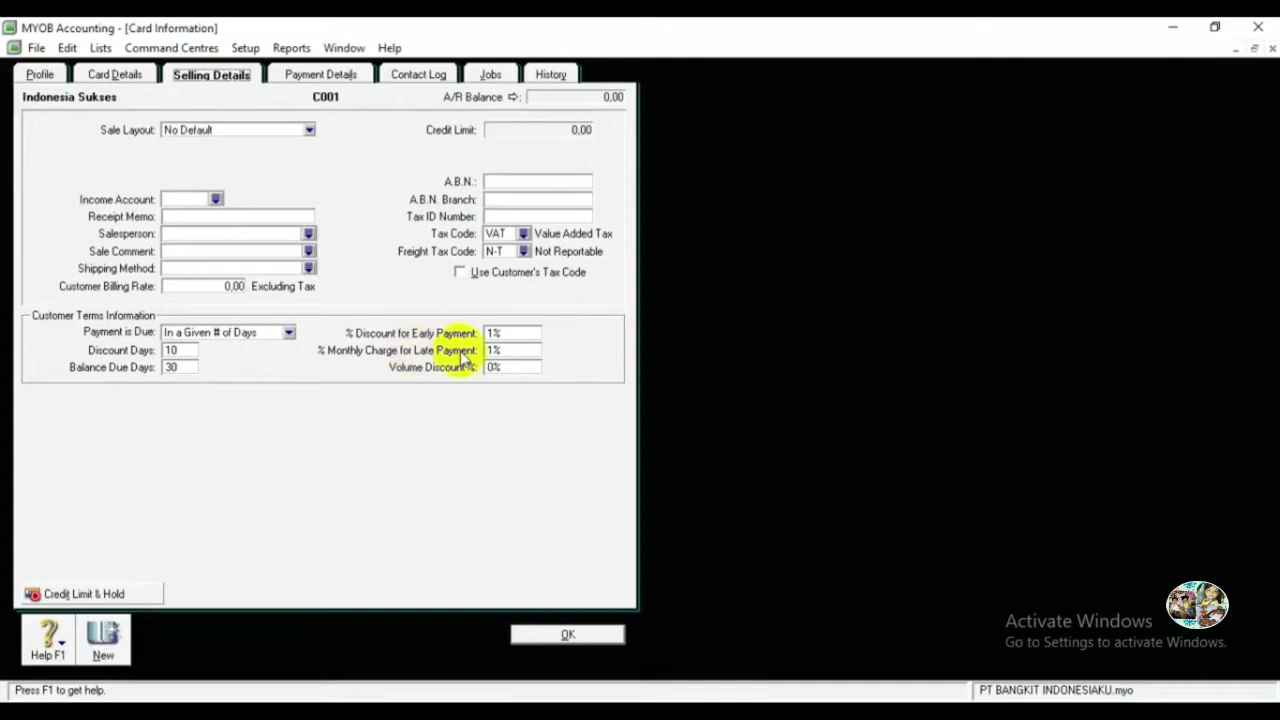 MYOB Accounting - [Card Information]
File Edit Lists Command Centres Setup Reports Window Help
Profile Card Details Selling Details Payment Details Contact Log Jobs History
Indonesia Sukses C001 A/R Balance ⇨: 0,00
Sale Layout: No Default Credit Limit: 0,00
A.B.N.:
Income Account: A.B.N. Branch:
Receipt Memo: Tax ID Number:
Salesperson: Tax Code: VAT Value Added Tax
Sale Comment: Freight Tax Code: N-T Not Reportable
Shipping Method: Use Customer's Tax Code
Customer Billing Rate: 0,00 Excluding Tax
Customer Terms Information
Payment is Due: In a Given # of Days % Discount for Early Payment: 1%
Discount Days: 10 % Monthly Charge for Late Payment: 1%
Balance Due Days: 30 Volume Discount %: 0%
Credit Limit & Hold
Help F1 New OK
Activate Windows
Go to Settings to activate Windows.
Press F1 to get help. PT BANGKIT INDONESIAKU.myo